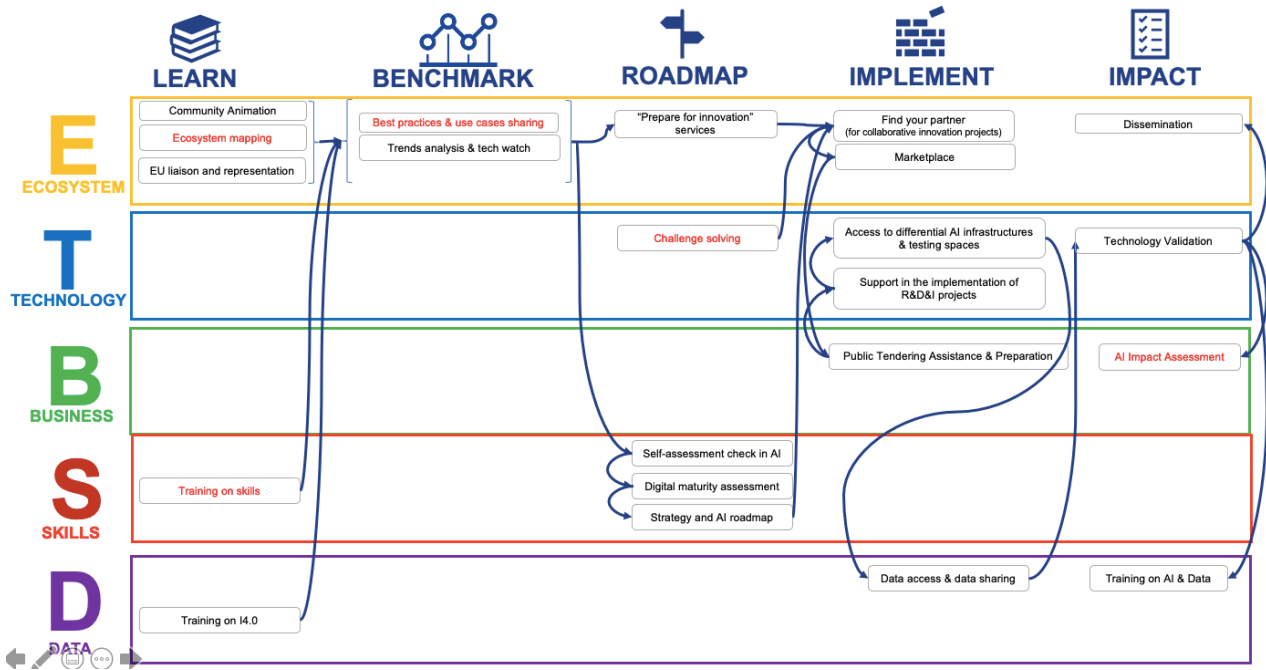 LEARN
BENCHMARK
ROADMAP
IMPLEMENT
IMPACT
E
ECOSYSTEM
Community Animation
Ecosystem mapping
EU liaison and representation
Best practices & use cases sharing
Trends analysis & tech watch
"Prepare for innovation"
services
Find your partner
(for collaborative innovation projects)
Marketplace
Dissemination
T
TECHNOLOGY
Challenge solving
Access to differential AI infrastructures
& testing spaces
Support in the implementation of
R&D&I projects
Technology Validation
B
BUSINESS
Public Tendering Assistance & Preparation
AI Impact Assessment
S
SKILLS
Training on skills
Self-assessment check in AI
Digital maturity assessment
Strategy and AI roadmap
D
DATA
Training on I4.0
Data access & data sharing
Training on AI & Data